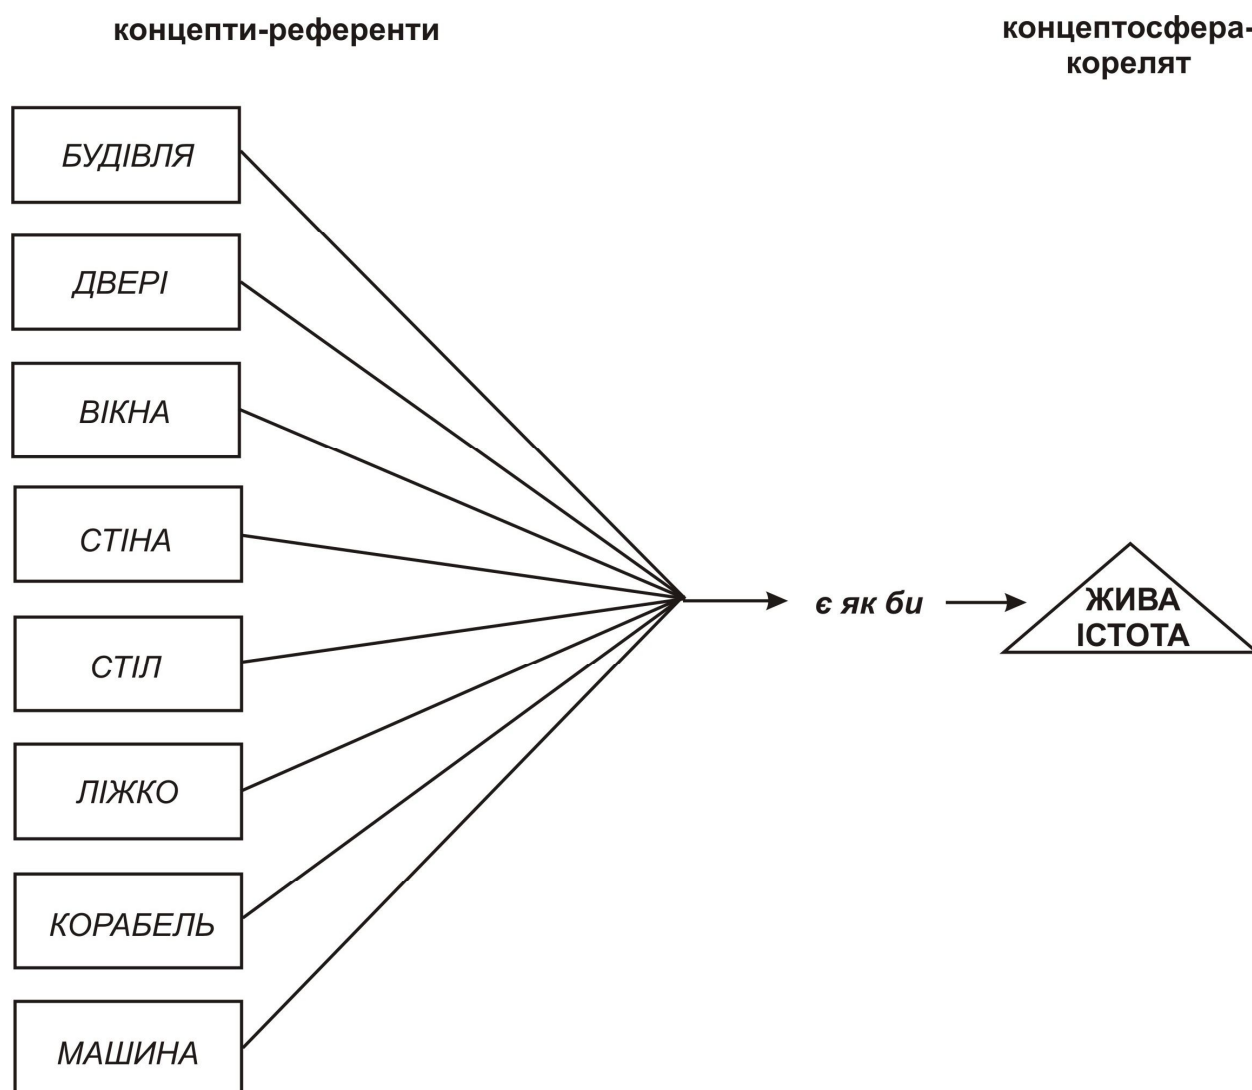 концепти-референти
концептосфера-
корелят
БУДІВЛЯ
ДВЕРІ
ВІКНА
СТІНА
СТІЛ
ЛІЖКО
КОРАБЕЛЬ
МАШИНА
є як би
ЖИВА
ІСТОТА